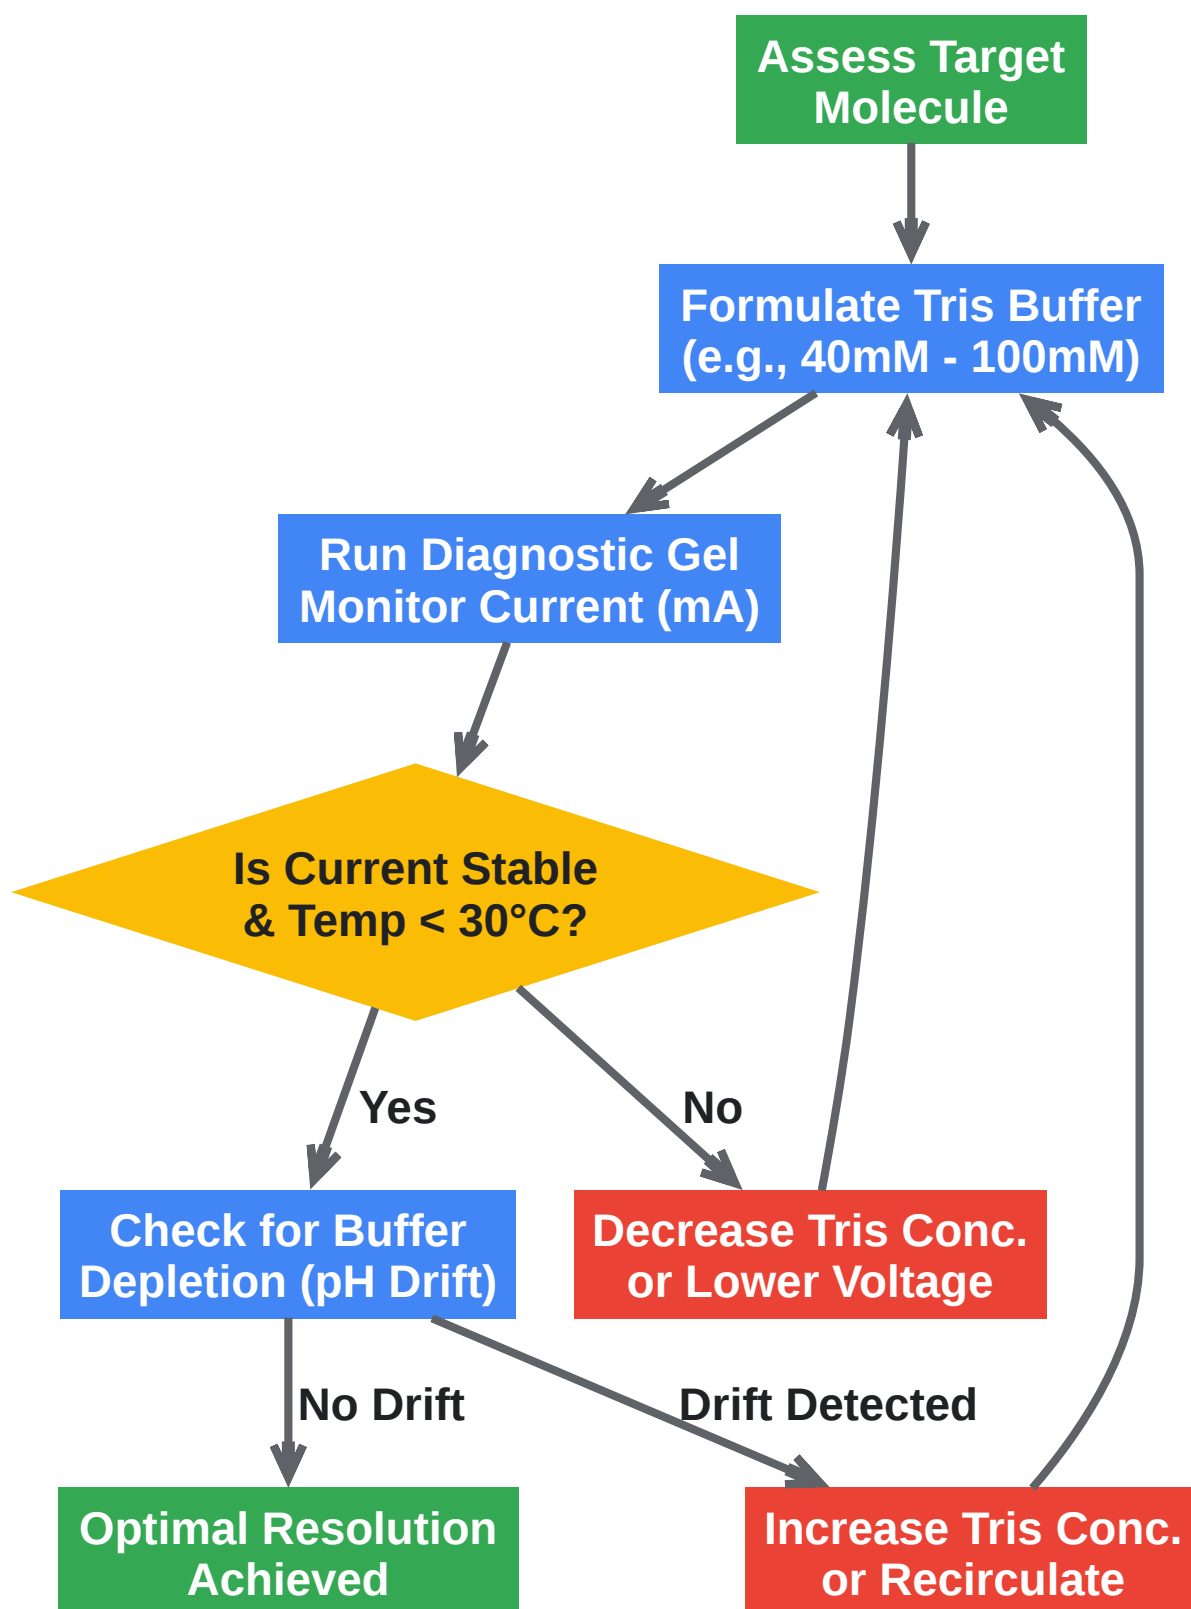 Assess Target
Molecule
Formulate Tris Buffer
(e.g., 40mM - 100mM)
Run Diagnostic Gel
Monitor Current (mA)
Is Current Stable
& Temp < 30°C?
Yes
No
Check for Buffer
Depletion (pH Drift)
Decrease Tris Conc.
or Lower Voltage
No Drift
Drift Detected
Optimal Resolution
Achieved
Increase Tris Conc.
or Recirculate